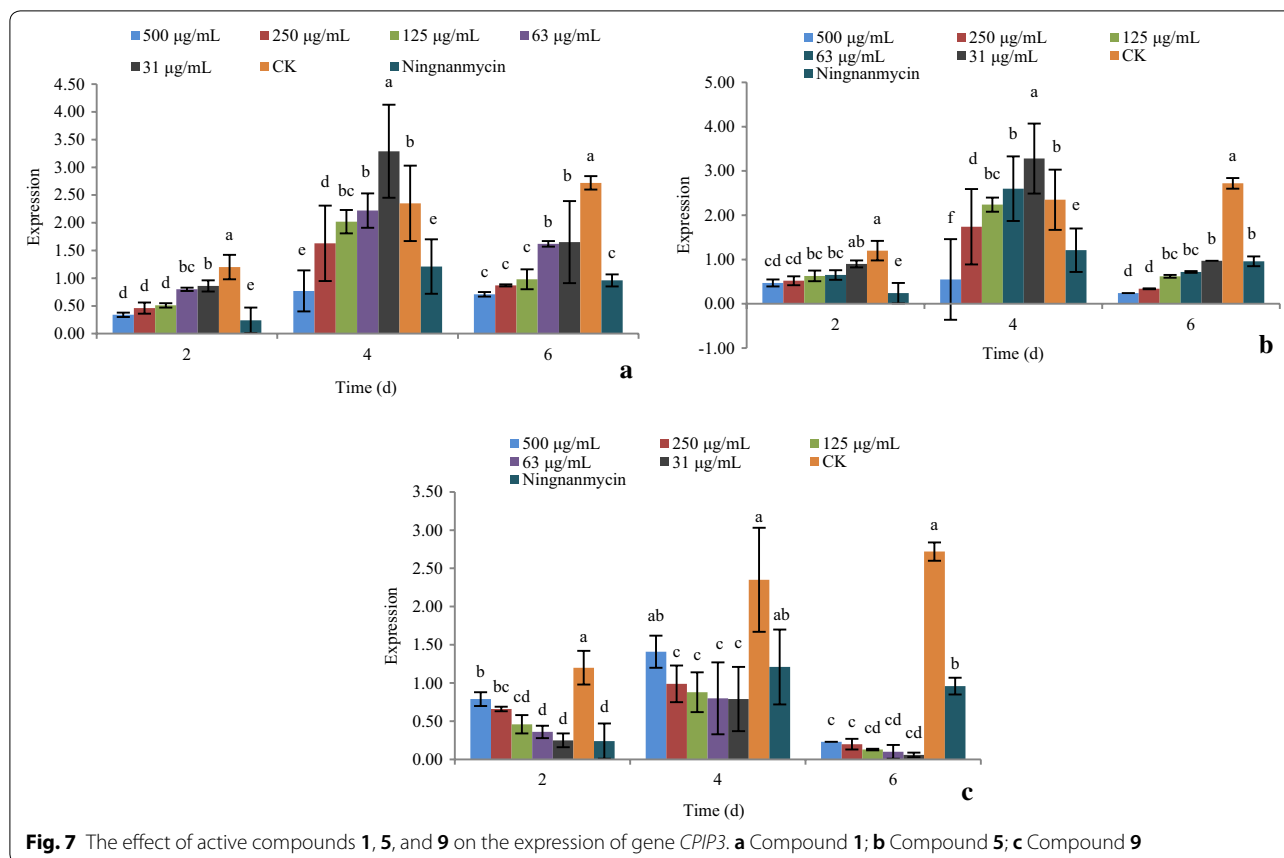 500 μg/mL 250 μg/mL 125 μg/mL 63 μg/mL
31 μg/mL CK Ningnanmycin
4.50
4.00
3.50
3.00
2.50
2.00
1.50
1.00
0.50
0.00
Expression
d d d bc b a e
e d bc b a b e
c c c b b a c
2 4 6
Time (d)
a
500 μg/mL 250 μg/mL 125 μg/mL
63 μg/mL 31 μg/mL CK
Ningnanmycin
5.00
4.00
3.00
2.00
1.00
0.00
-1.00
Expression
cd cd bc bc ab a e
f d bc b a b e
d d bc bc b a b
2 4 6
Time (d)
b
500 μg/mL 250 μg/mL 125 μg/mL
63 μg/mL 31 μg/mL CK
Ningnanmycin
3.50
3.00
2.50
2.00
1.50
1.00
0.50
0.00
Expression
b bc cd d d a d
ab c c c c a ab
c c cd cd cd a b
2 4 6
Time (d)
c
Fig. 7 The effect of active compounds 1, 5, and 9 on the expression of gene CPIP3. a Compound 1; b Compound 5; c Compound 9